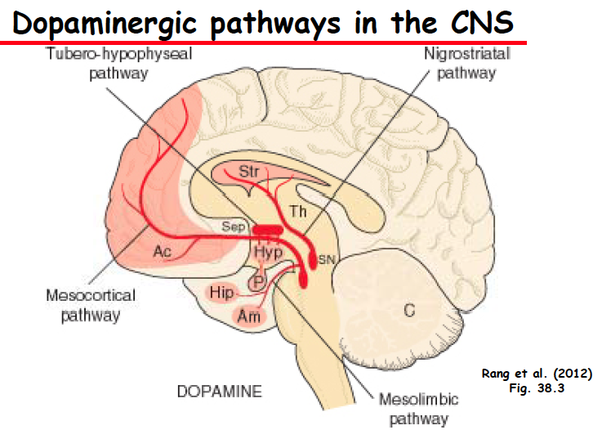 Dopaminergic pathways in the CNS
Tubero-hypophyseal
pathway
Nigrostriatal
pathway
Str
Th
Sep
Ac
Hyp
SN
P
Hip
Am
C
Mesocortical
pathway
Rang et al. (2012)
Fig. 38.3
DOPAMINE
Mesolimbic
pathway